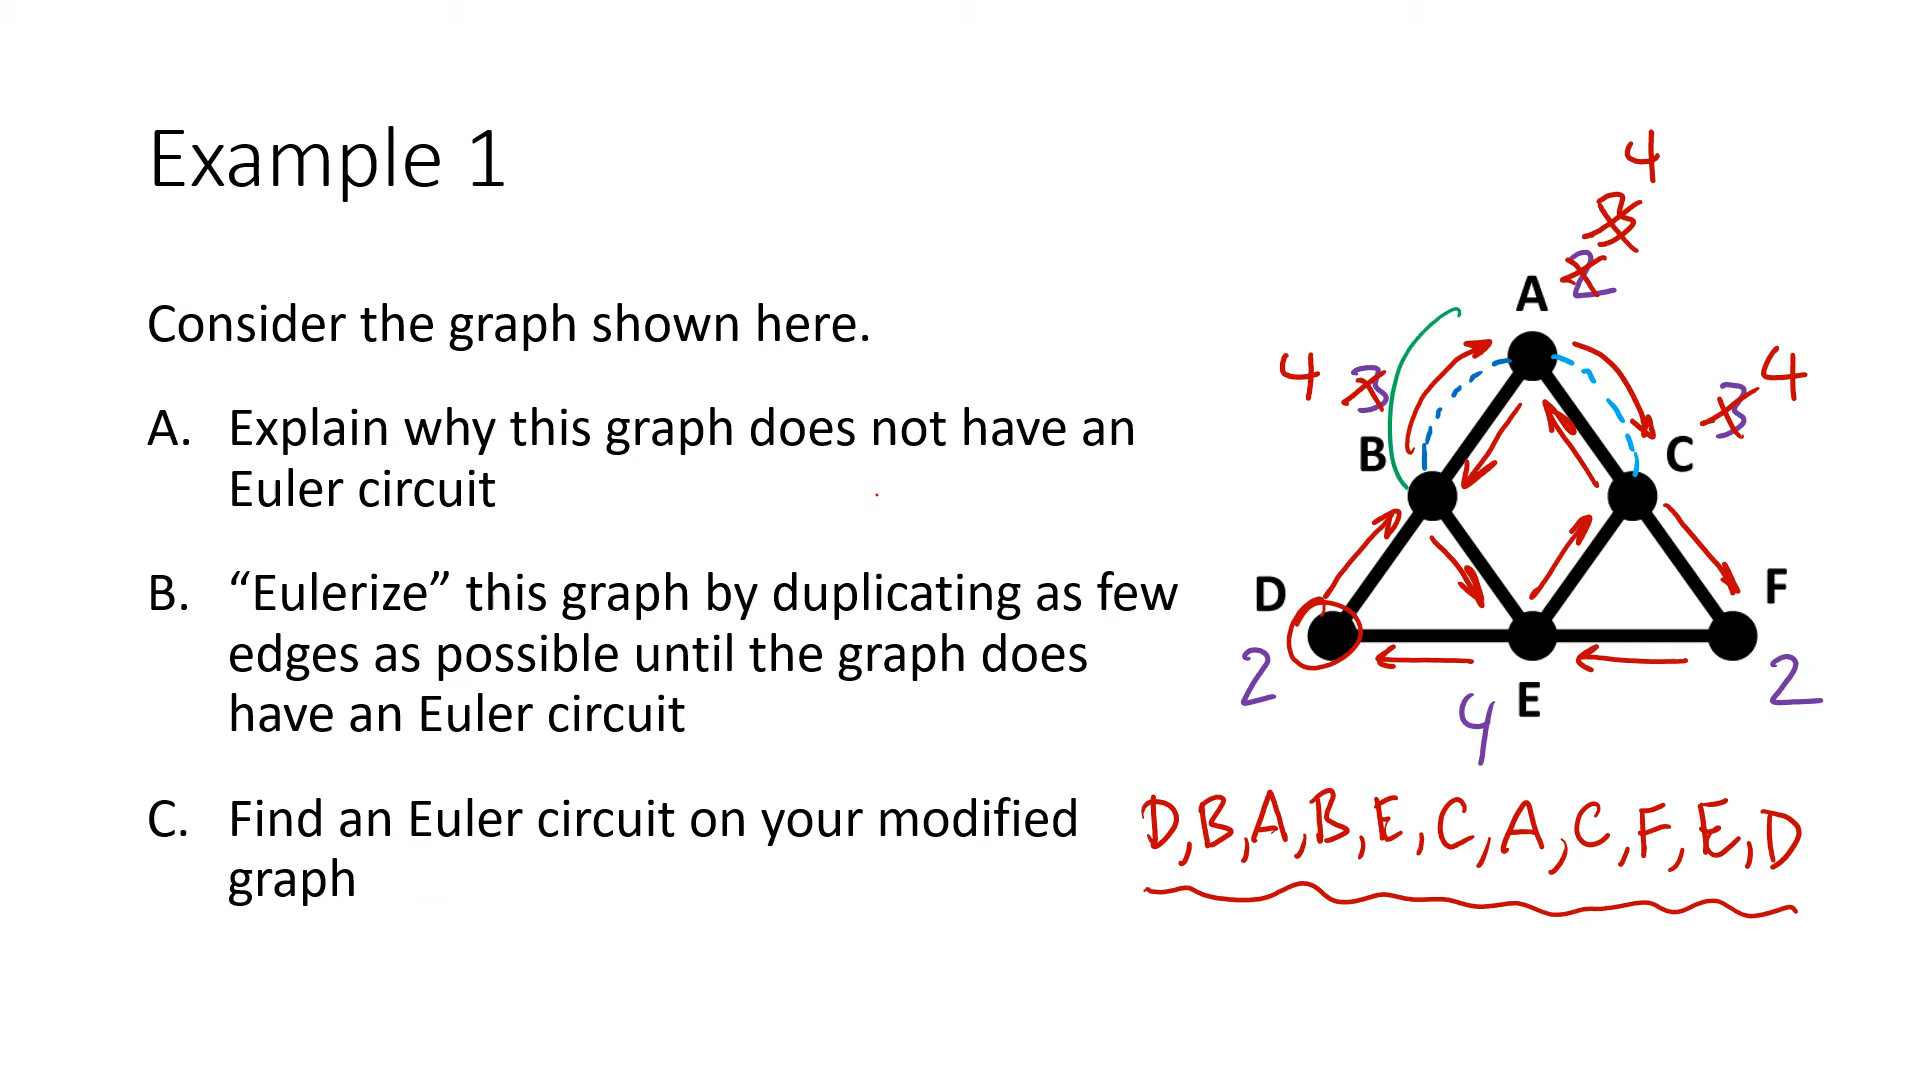 Example 1
Consider the graph shown here.
A. Explain why this graph does not have an
Euler circuit
B. “Eulerize” this graph by duplicating as few
edges as possible until the graph does
have an Euler circuit
C. Find an Euler circuit on your modified
graph
4
3
2
A
4 3
3 4
B
C
D
F
2
2
4
E
D, B, A, B, E, C, A, C, F, E, D